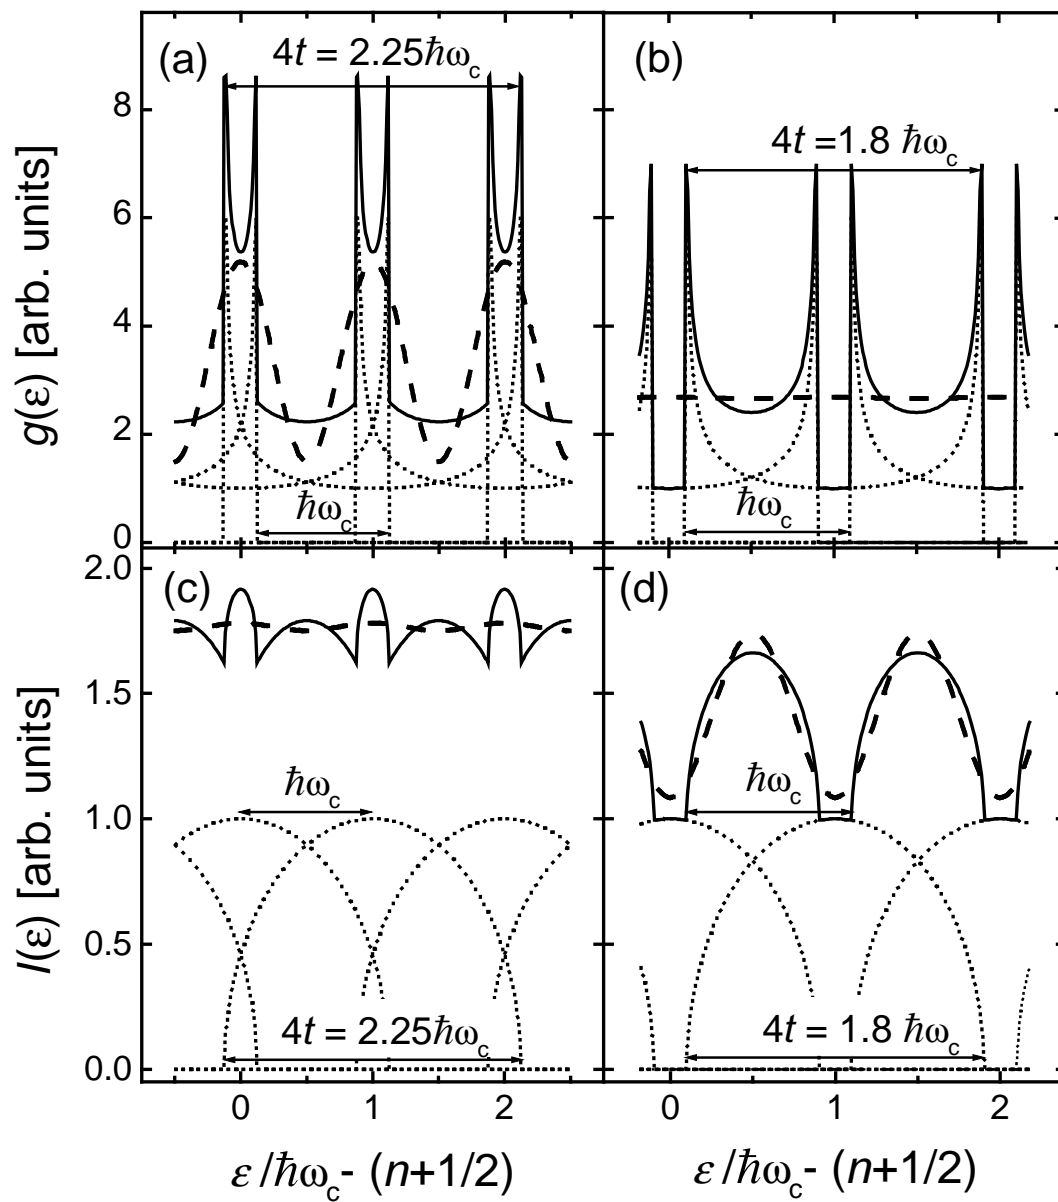 (a)
4t = 2.25ħω_c
(b)
4t =1.8 ħω_c
8
6
4
2
0
g(ε) [arb. units]
ħω_c
ħω_c
(c)
(d)
2.0
1.5
1.0
0.5
0.0
I(ε) [arb. units]
ħω_c
ħω_c
4t = 2.25ħω_c
4t = 1.8 ħω_c
0 1 2
0 1 2
ε/ħω_c- (n+1/2)
ε/ħω_c- (n+1/2)